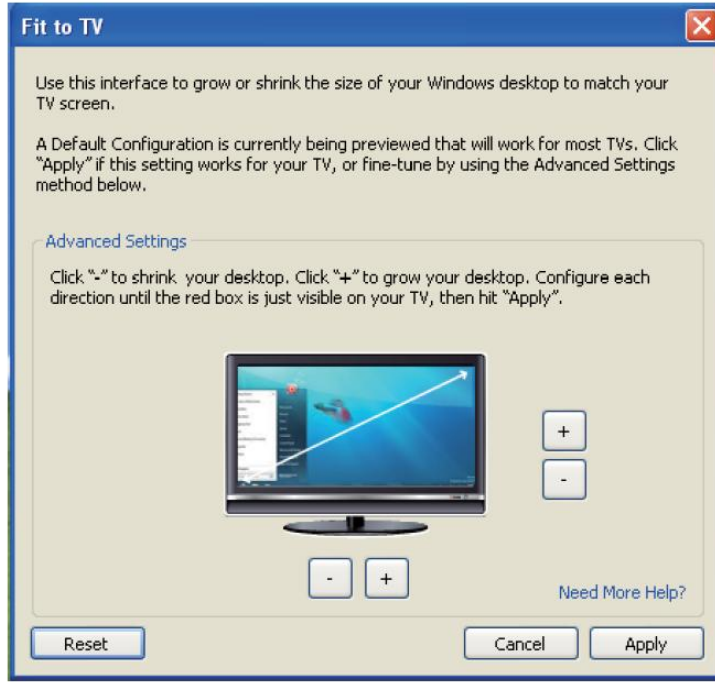 Fit to TV
Use this interface to grow or shrink the size of your Windows desktop to match your
TV screen.
A Default Configuration is currently being previewed that will work for most TVs. Click
"Apply" if this setting works for your TV, or fine-tune by using the Advanced Settings
method below.
Advanced Settings
Click "-" to shrink your desktop. Click "+" to grow your desktop. Configure each
direction until the red box is just visible on your TV, then hit "Apply".
+
-
- +
Need More Help?
Reset Cancel Apply